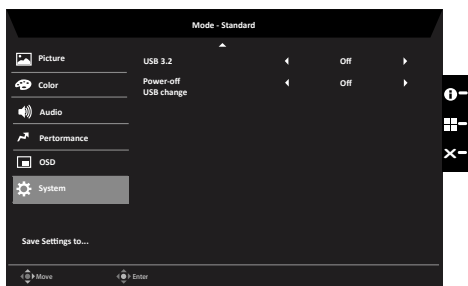 Mode - Standard
Picture
USB 3.2
Off
Color
Power-off
USB change
Off
Audio
Pertormance
OSD
System
Save Settings to...
Move
Enter